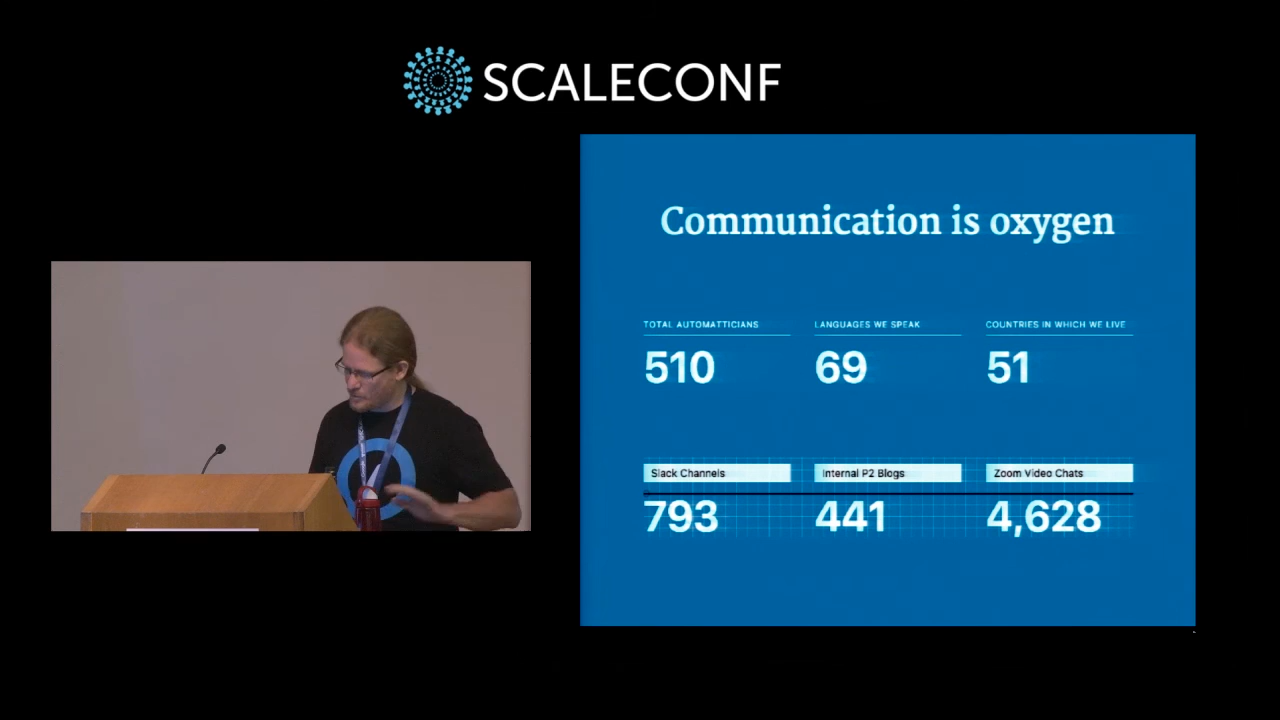 SCALECONF
Communication is oxygen
TOTAL AUTOMATTICIANS LANGUAGES WE SPEAK COUNTRIES IN WHICH WE LIVE
510 69 51
Slack Channels Internal P2 Blogs Zoom Video Chats
793 441 4,628